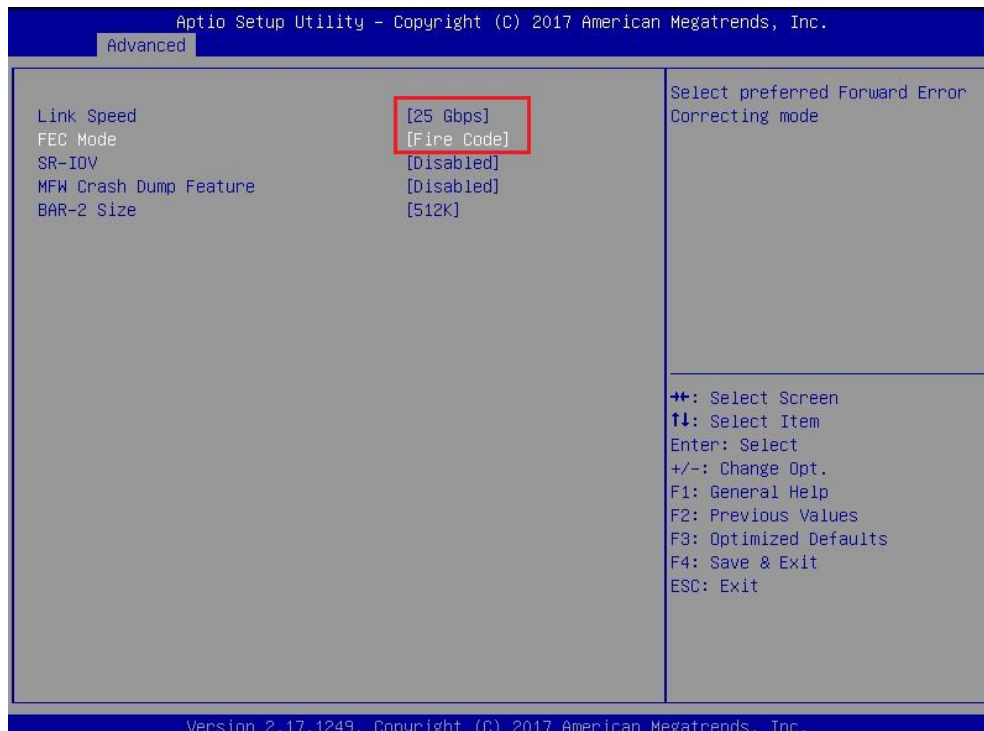 Aptio Setup Utility – Copyright (C) 2017 American Megatrends, Inc.
Advanced
Link Speed [25 Gbps]
FEC Mode [Fire Code]
SR-IOV [Disabled]
MFW Crash Dump Feature [Disabled]
BAR-2 Size [512K]
Select preferred Forward Error
Correcting mode
→←: Select Screen
↑↓: Select Item
Enter: Select
+/-: Change Opt.
F1: General Help
F2: Previous Values
F3: Optimized Defaults
F4: Save & Exit
ESC: Exit
Version 2.17.1249. Copyright (C) 2017 American Megatrends, Inc.